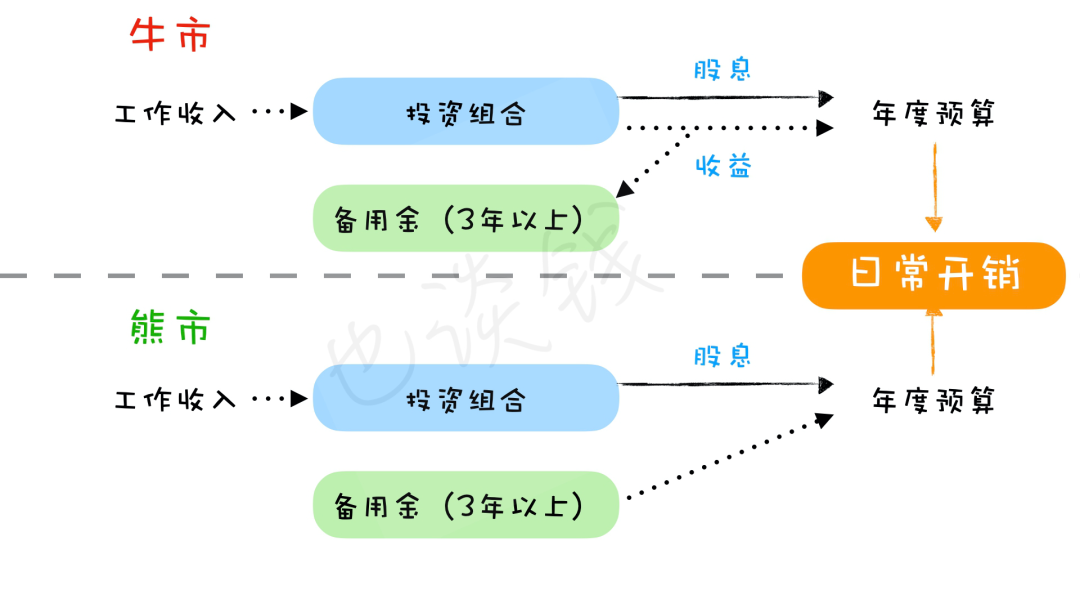 牛市
股息
工作收入
投资组合
年度预算
收益
备用金（3年以上）
日常开销
也谈钱
熊市
股息
工作收入
投资组合
年度预算
备用金（3年以上）